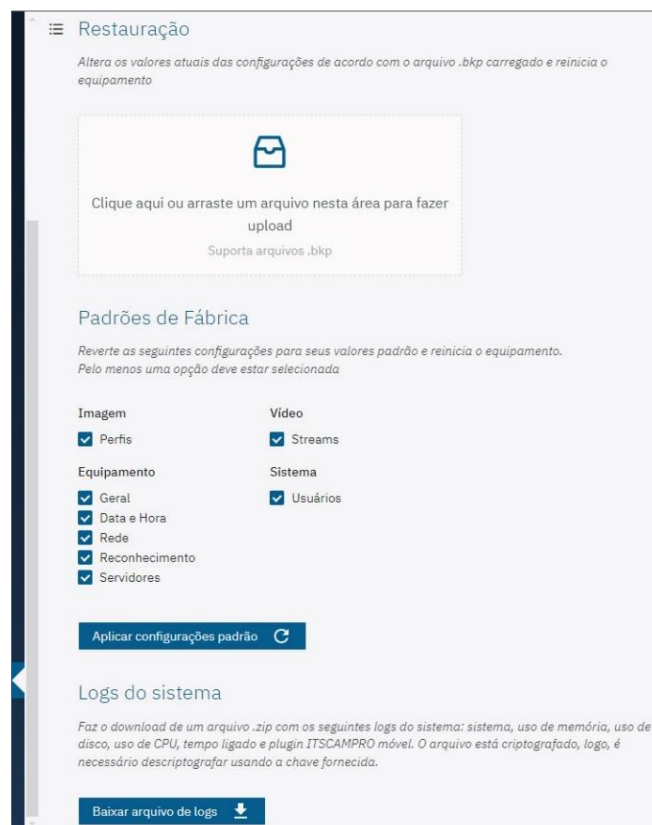 Restauração
Altera os valores atuais das configurações de acordo com o arquivo .bkp carregado e reinicia o
equipamento
Clique aqui ou arraste um arquivo nesta área para fazer
upload
Suporta arquivos .bkp
Padrões de Fábrica
Reverte as seguintes configurações para seus valores padrão e reinicia o equipamento.
Pelo menos uma opção deve estar selecionada
Imagem
Perfis
Vídeo
Streams
Equipamento
Geral
Data e Hora
Rede
Reconhecimento
Servidores
Sistema
Usuários
Aplicar configurações padrão
Logs do sistema
Faz o download de um arquivo .zip com os seguintes logs do sistema: sistema, uso de memória, uso de
disco, uso de CPU, tempo ligado e plugin ITSCAMPRO móvel. O arquivo está criptografado, logo, é
necessário descriptografar usando a chave fornecida.
Baixar arquivo de logs